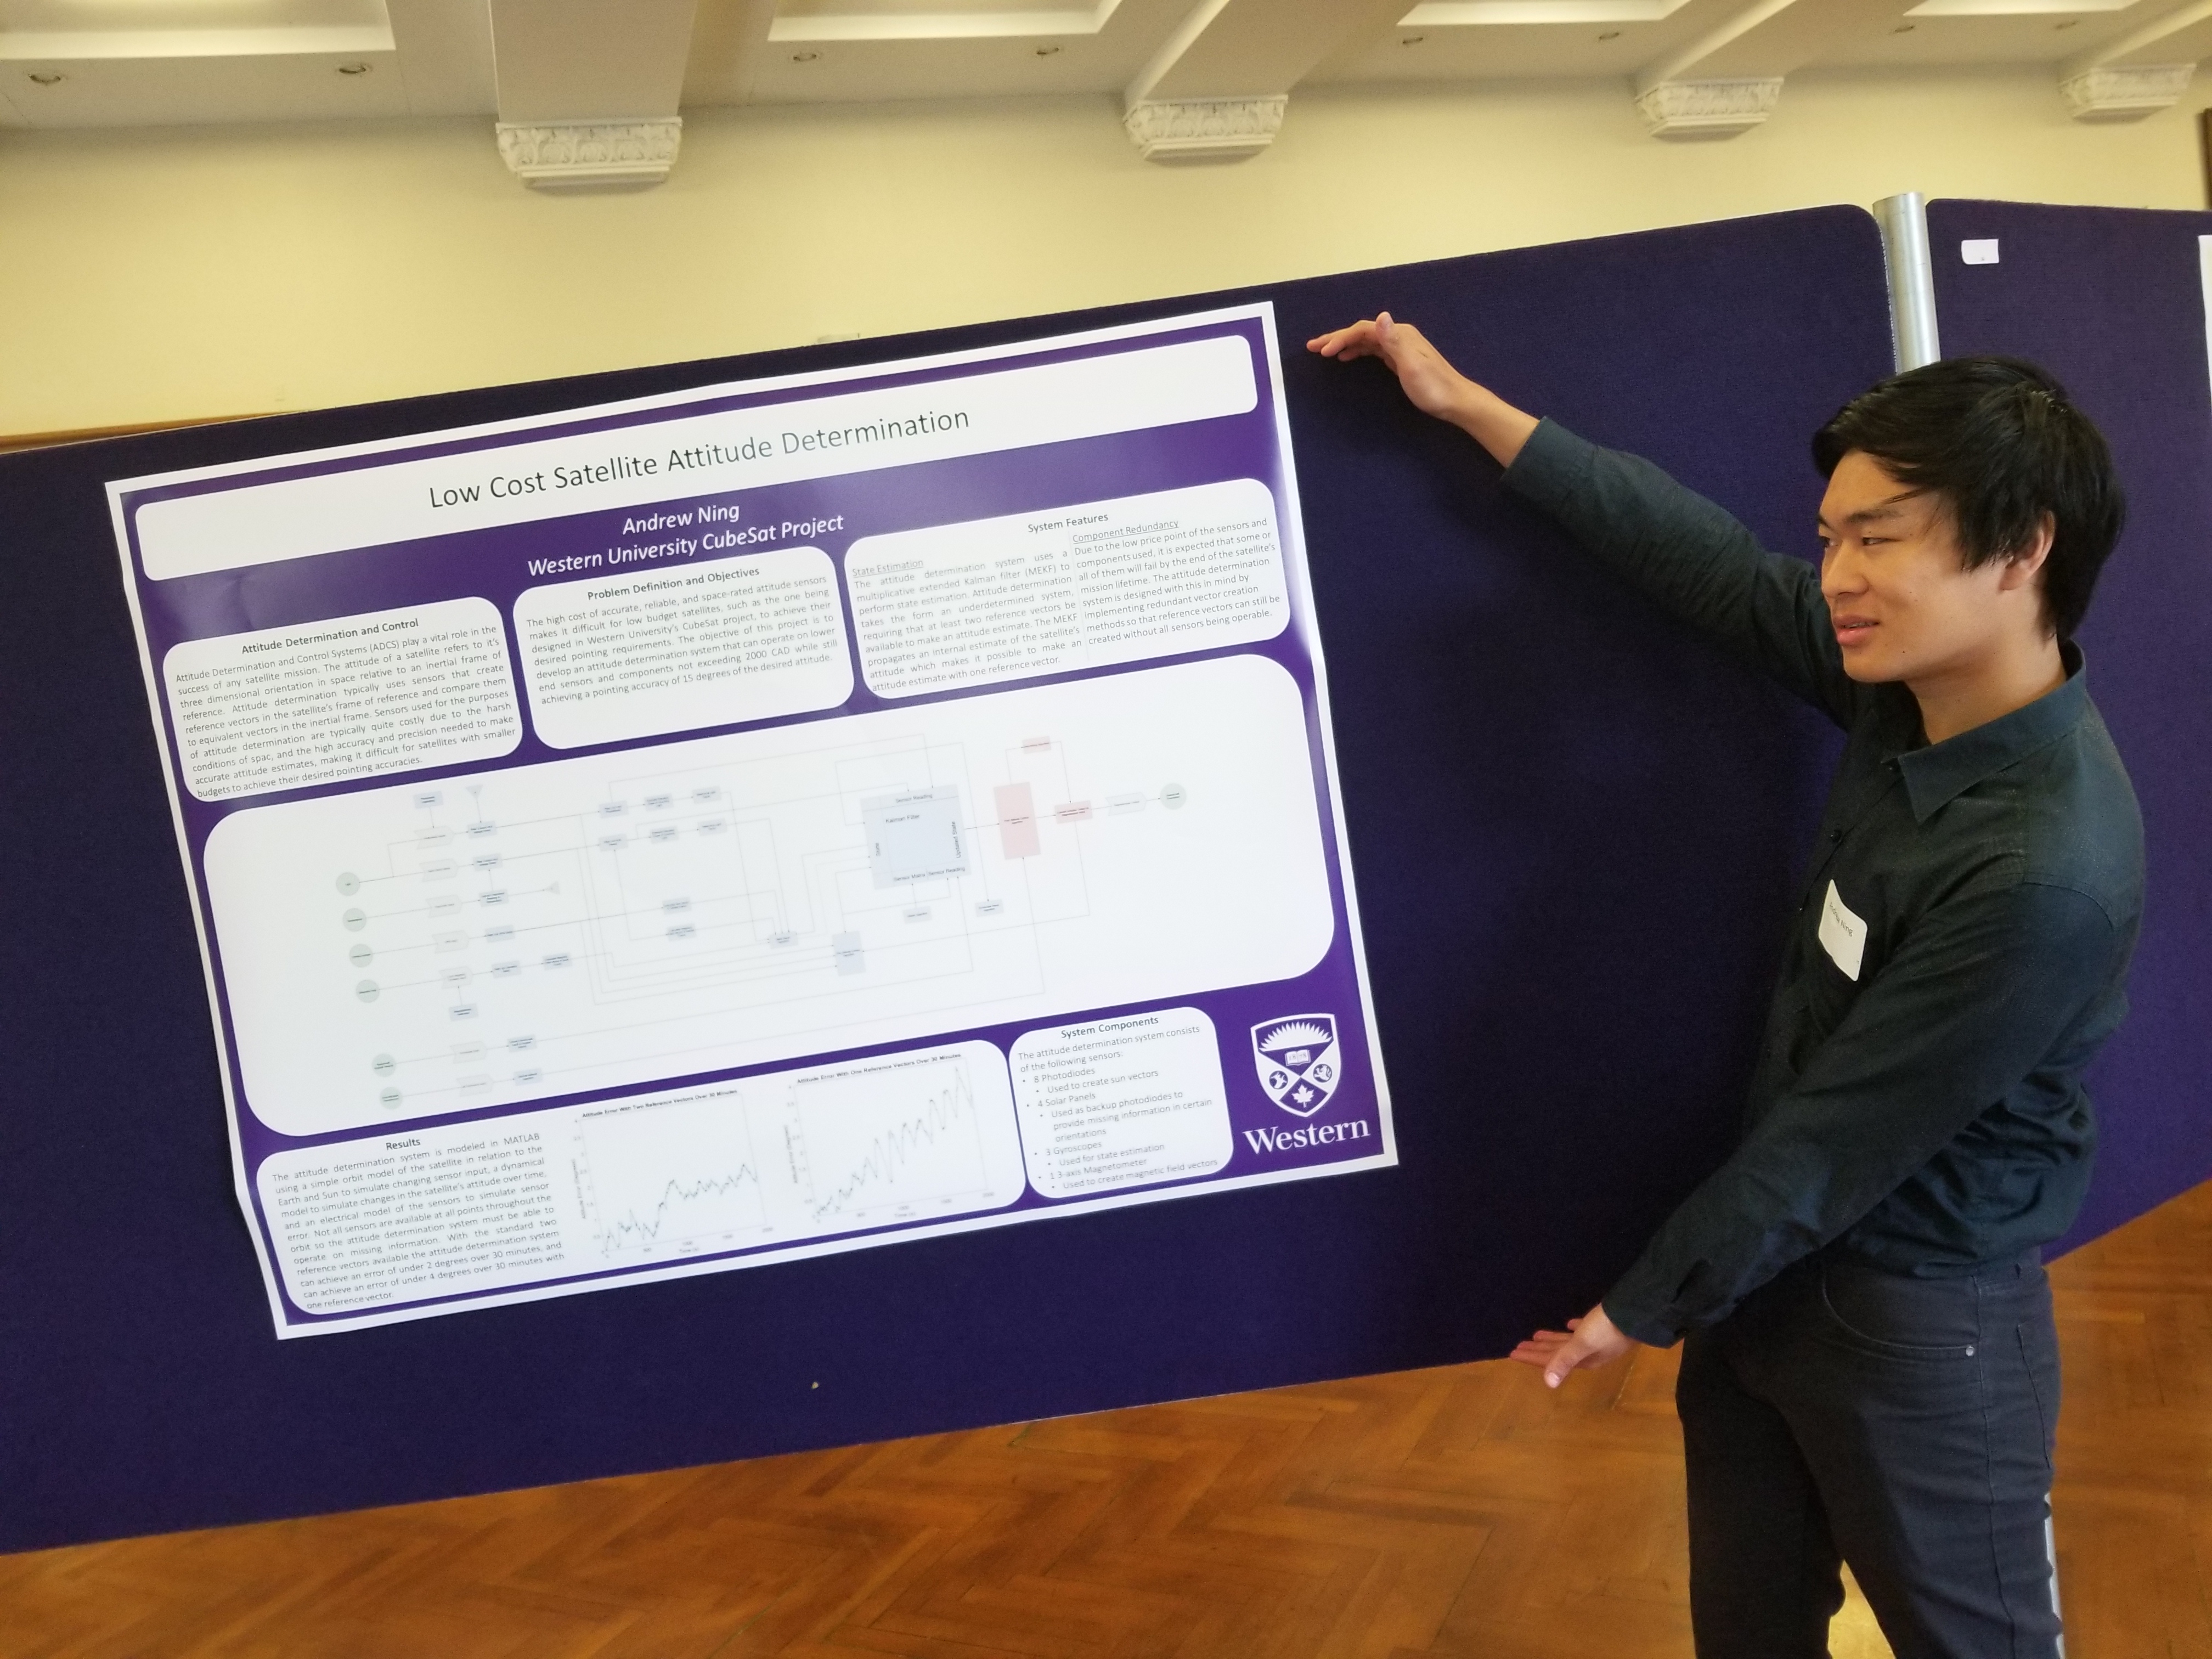 Low Cost Satellite Attitude Determination
Andrew Ning
Western University CubeSat Project
Attitude Determination and Control
Attitude Determination and Control Systems (ADCS) play a vital role in the
success of any satellite mission. The attitude of a satellite refers to it's
three dimensional orientation in space relative to an inertial frame of
reference. Attitude determination typically uses sensors that create
reference vectors in the satellite's frame of reference and compare them
to equivalent vectors in the inertial frame. Sensors used for the purposes
of attitude determination are typically quite costly due to the harsh
conditions of spac, and the high accuracy and precision needed to make
accurate attitude estimates, making it difficult for satellites with smaller
budgets to achieve their desired pointing accuracies.
Problem Definition and Objectives
The high cost of accurate, reliable, and space-rated attitude sensors
makes it difficult for low budget satellites, such as the one being
designed in Western University's CubeSat project, to achieve their
desired pointing requirements. The objective of this project is to
develop an attitude determination system that can operate on lower
end sensors and components not exceeding 2000 CAD while still
achieving a pointing accuracy of 15 degrees of the desired attitude.
System Features
State Estimation
The attitude determination system uses a
multiplicative extended Kalman filter (MEKF) to
perform state estimation. Attitude determination
takes the form an underdetermined system,
requiring that at least two reference vectors be
available to make an attitude estimate. The MEKF
propagates an internal estimate of the satellite's
attitude which makes it possible to make an
attitude estimate with one reference vector.
Component Redundancy
Due to the low price point of the sensors and
components used, it is expected that some or
all of them will fail by the end of the satellite's
mission lifetime. The attitude determination
system is designed with this in mind by
implementing redundant vector creation
methods so that reference vectors can still be
created without all sensors being operable.
Sensor Reading
Kalman Filter
State
Updated State
Sensor Matrix
Sensor Reading
Results
The attitude determination system is modeled in MATLAB
using a simple orbit model of the satellite in relation to the
Earth and Sun to simulate changing sensor input, a dynamical
model to simulate changes in the satellite's attitude over time,
and an electrical model of the sensors to simulate sensor
error. Not all sensors are available at all points throughout the
orbit so the attitude determination system must be able to
operate on missing information. With the standard two
reference vectors available the attitude determination system
can achieve an error of under 2 degrees over 30 minutes, and
can achieve an error of under 4 degrees over 30 minutes with
one reference vector.
Attitude Error With Two Reference Vectors Over 30 Minutes
Time (s)
Attitude Error With One Reference Vectors Over 30 Minutes
Time (s)
System Components
The attitude determination system consists
of the following sensors:
• 8 Photodiodes
• Used to create sun vectors
• 4 Solar Panels
• Used as backup photodiodes to
provide missing information in certain
orientations
• 3 Gyroscopes
• Used for state estimation
• 1 3-axis Magnetometer
• Used to create magnetic field vectors
Western
Andrew Ning